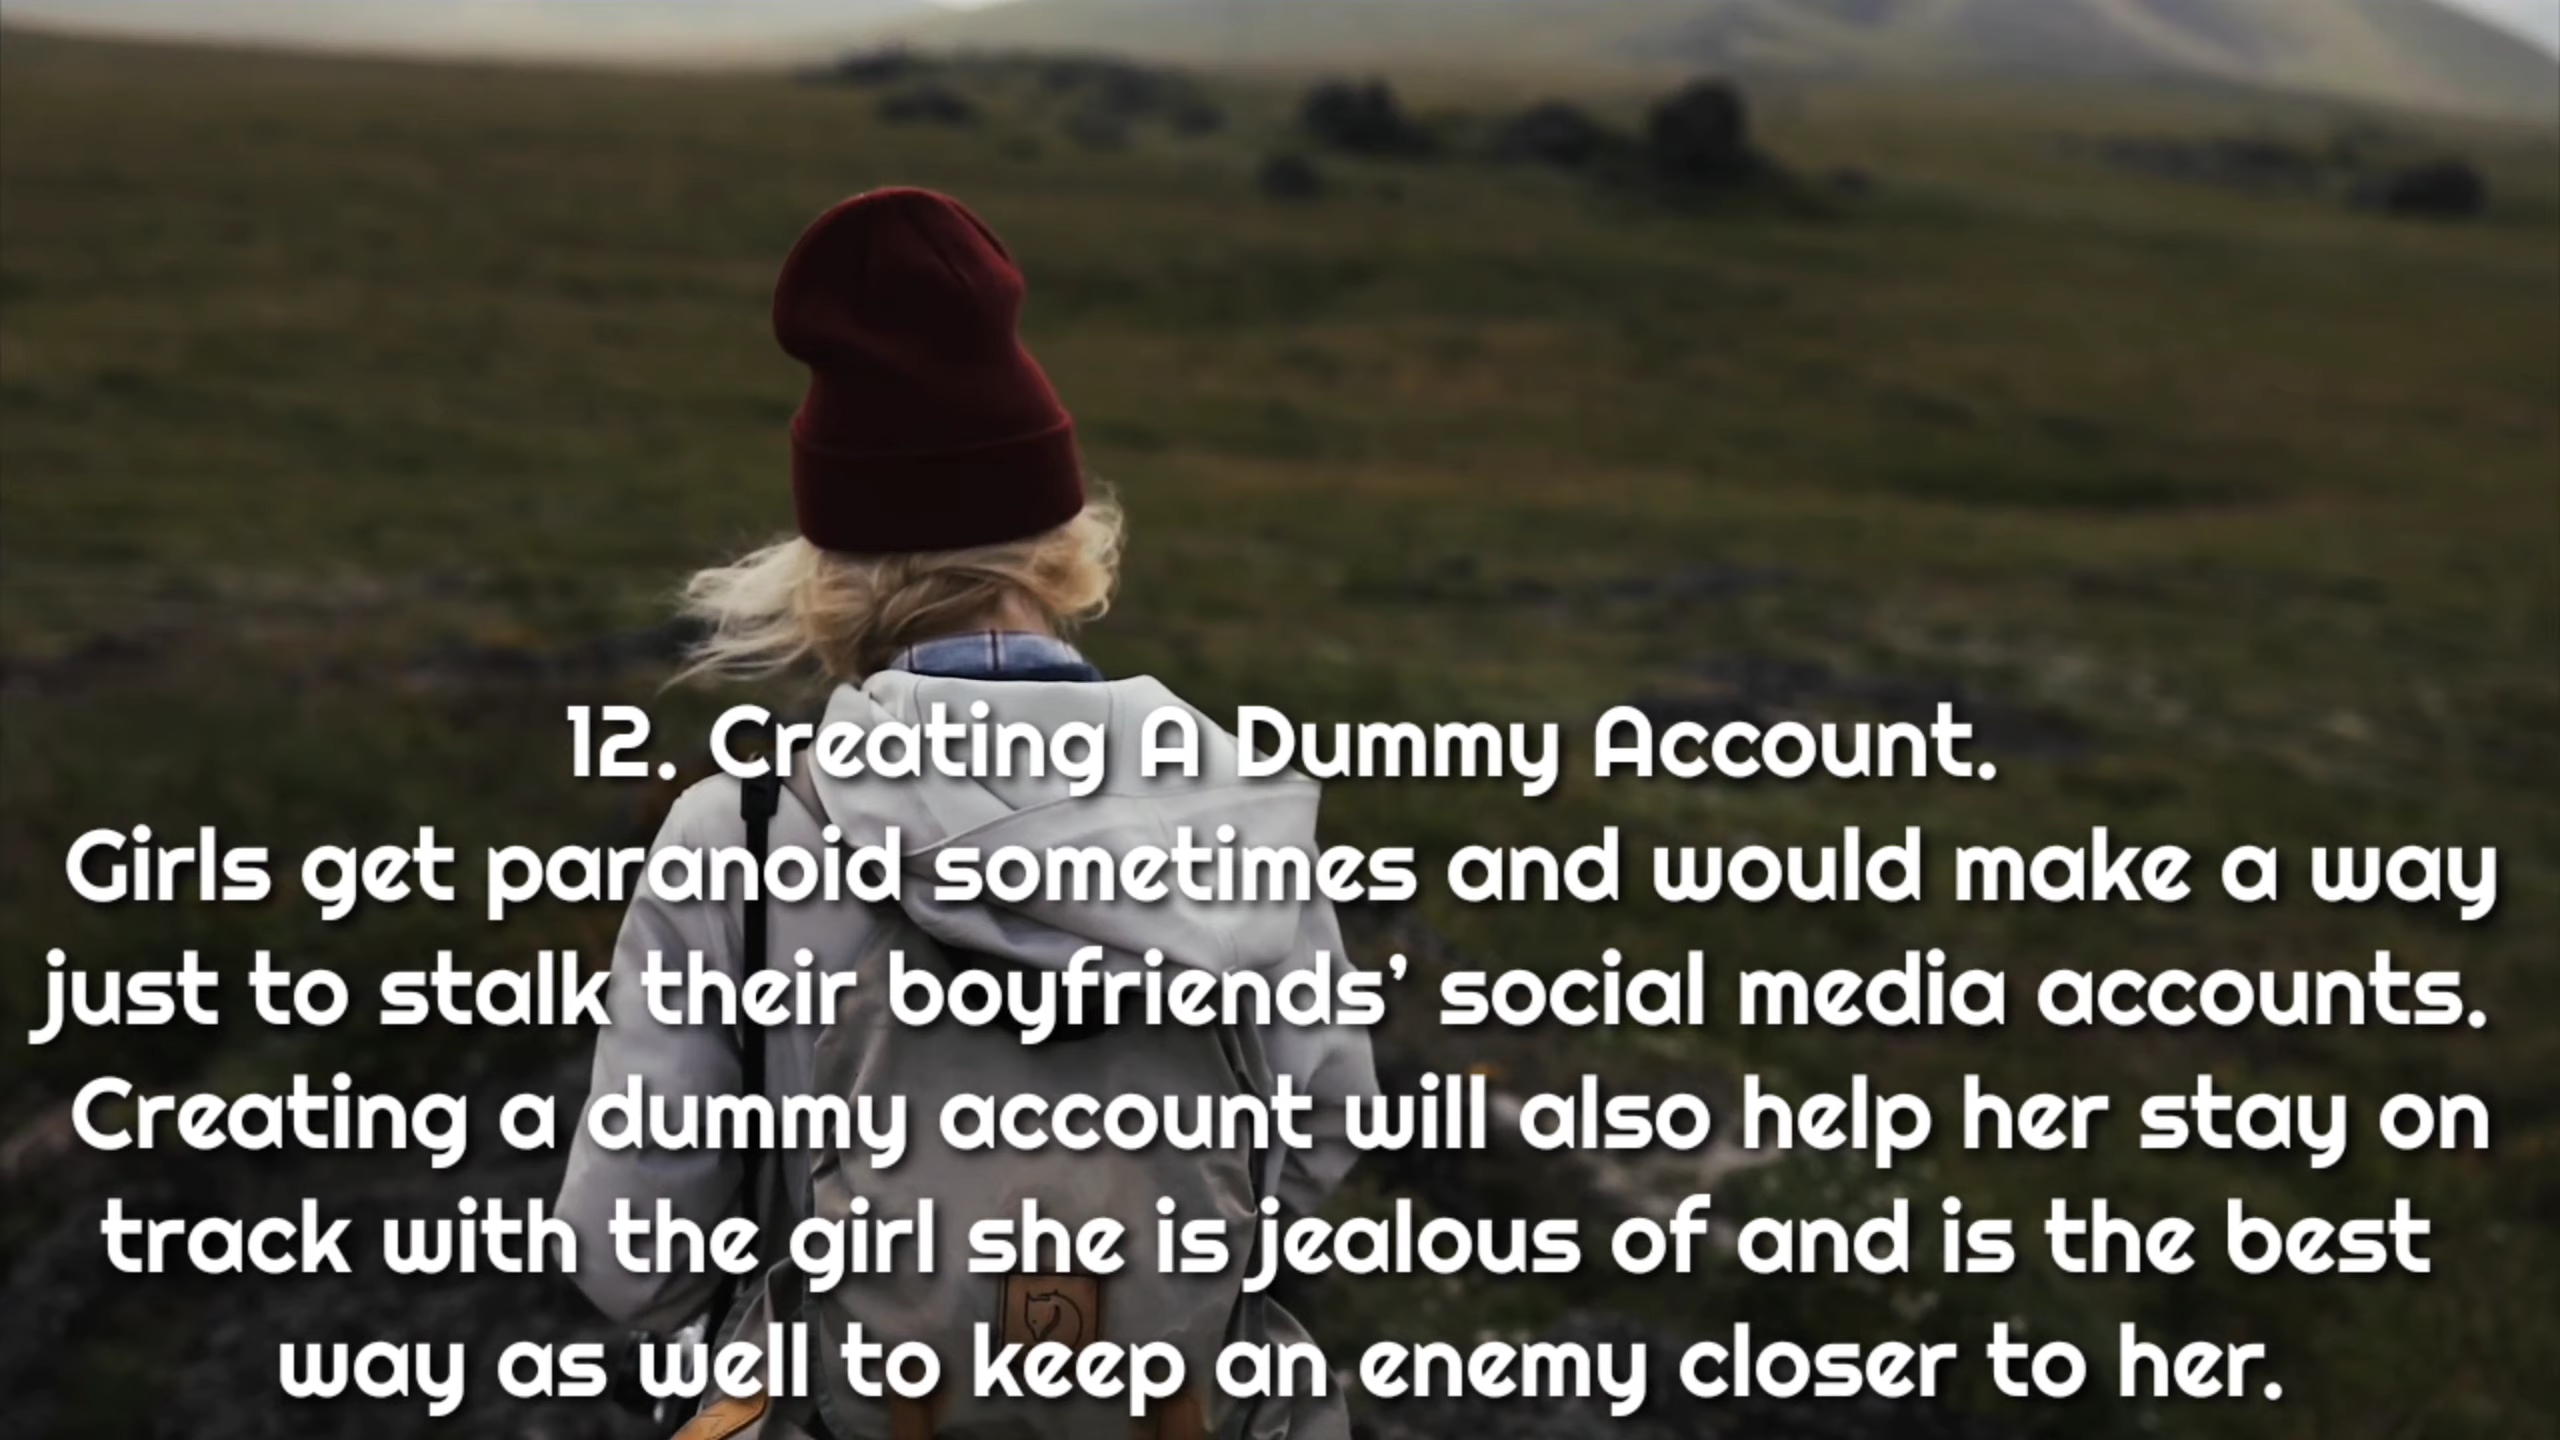 12. Creating A Dummy Account.
Girls get paranoid sometimes and would make a way
just to stalk their boyfriends’ social media accounts.
Creating a dummy account will also help her stay on
track with the girl she is jealous of and is the best
way as well to keep an enemy closer to her.